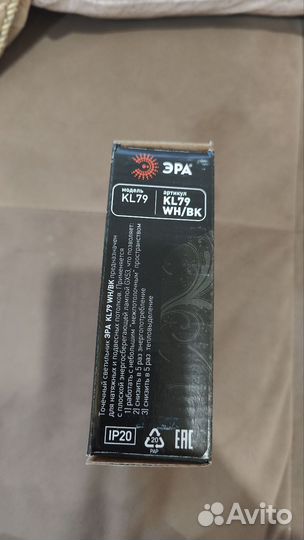 ЭРА
модель
KL79
артикул
KL79
WH/BK
Точечный светильник ЭРА KL79 WH/BK предназначен
для натяжных и подвесных потолков. Применяется
с плоской энергосберегающей лампой GX53, что позволяет:
1) работать с небольшим "межпотолочным" пространством
2) снизить в 5 раз энергопотребление
3) снизить в 5 раз тепловыделение
IP20
20
PAP
EAC
Avito